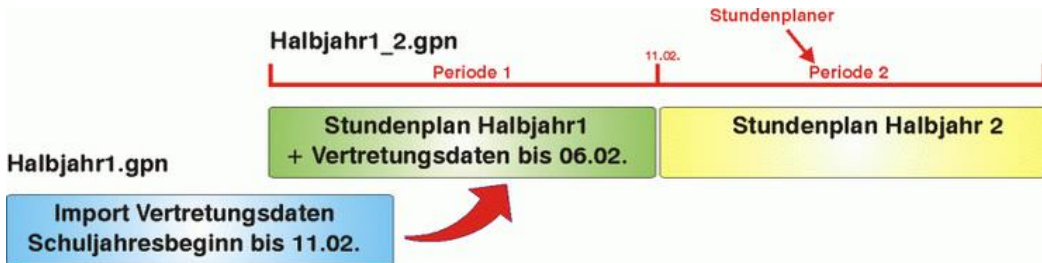 Stundenplaner
Halbjahr1_2.gpn
11.02.
Periode 1
Periode 2
Stundenplan Halbjahr1
+ Vertretungsdaten bis 06.02.
Stundenplan Halbjahr 2
Halbjahr1.gpn
Import Vertretungsdaten
Schuljahresbeginn bis 11.02.